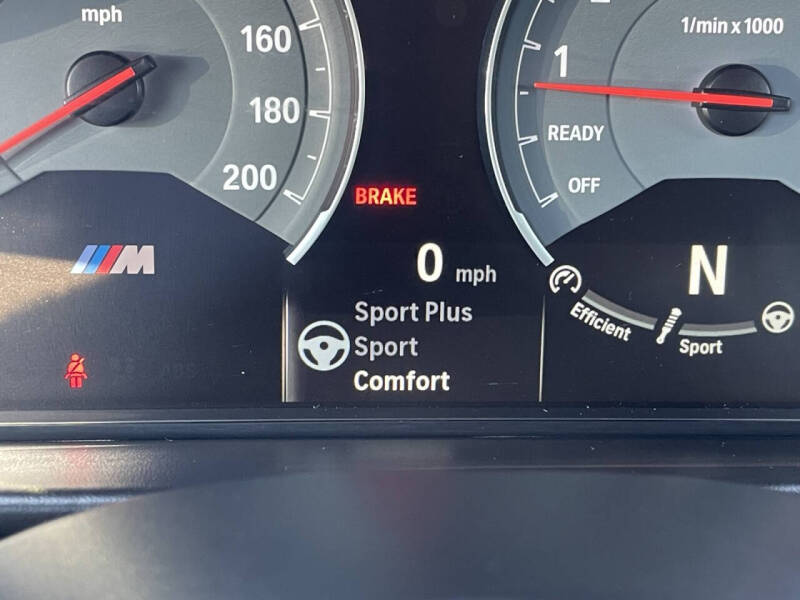 mph
160
180
200
BRAKE
M
0 mph
Sport Plus
Sport
Comfort
1/min x 1000
1
READY
OFF
N
Efficient
Sport